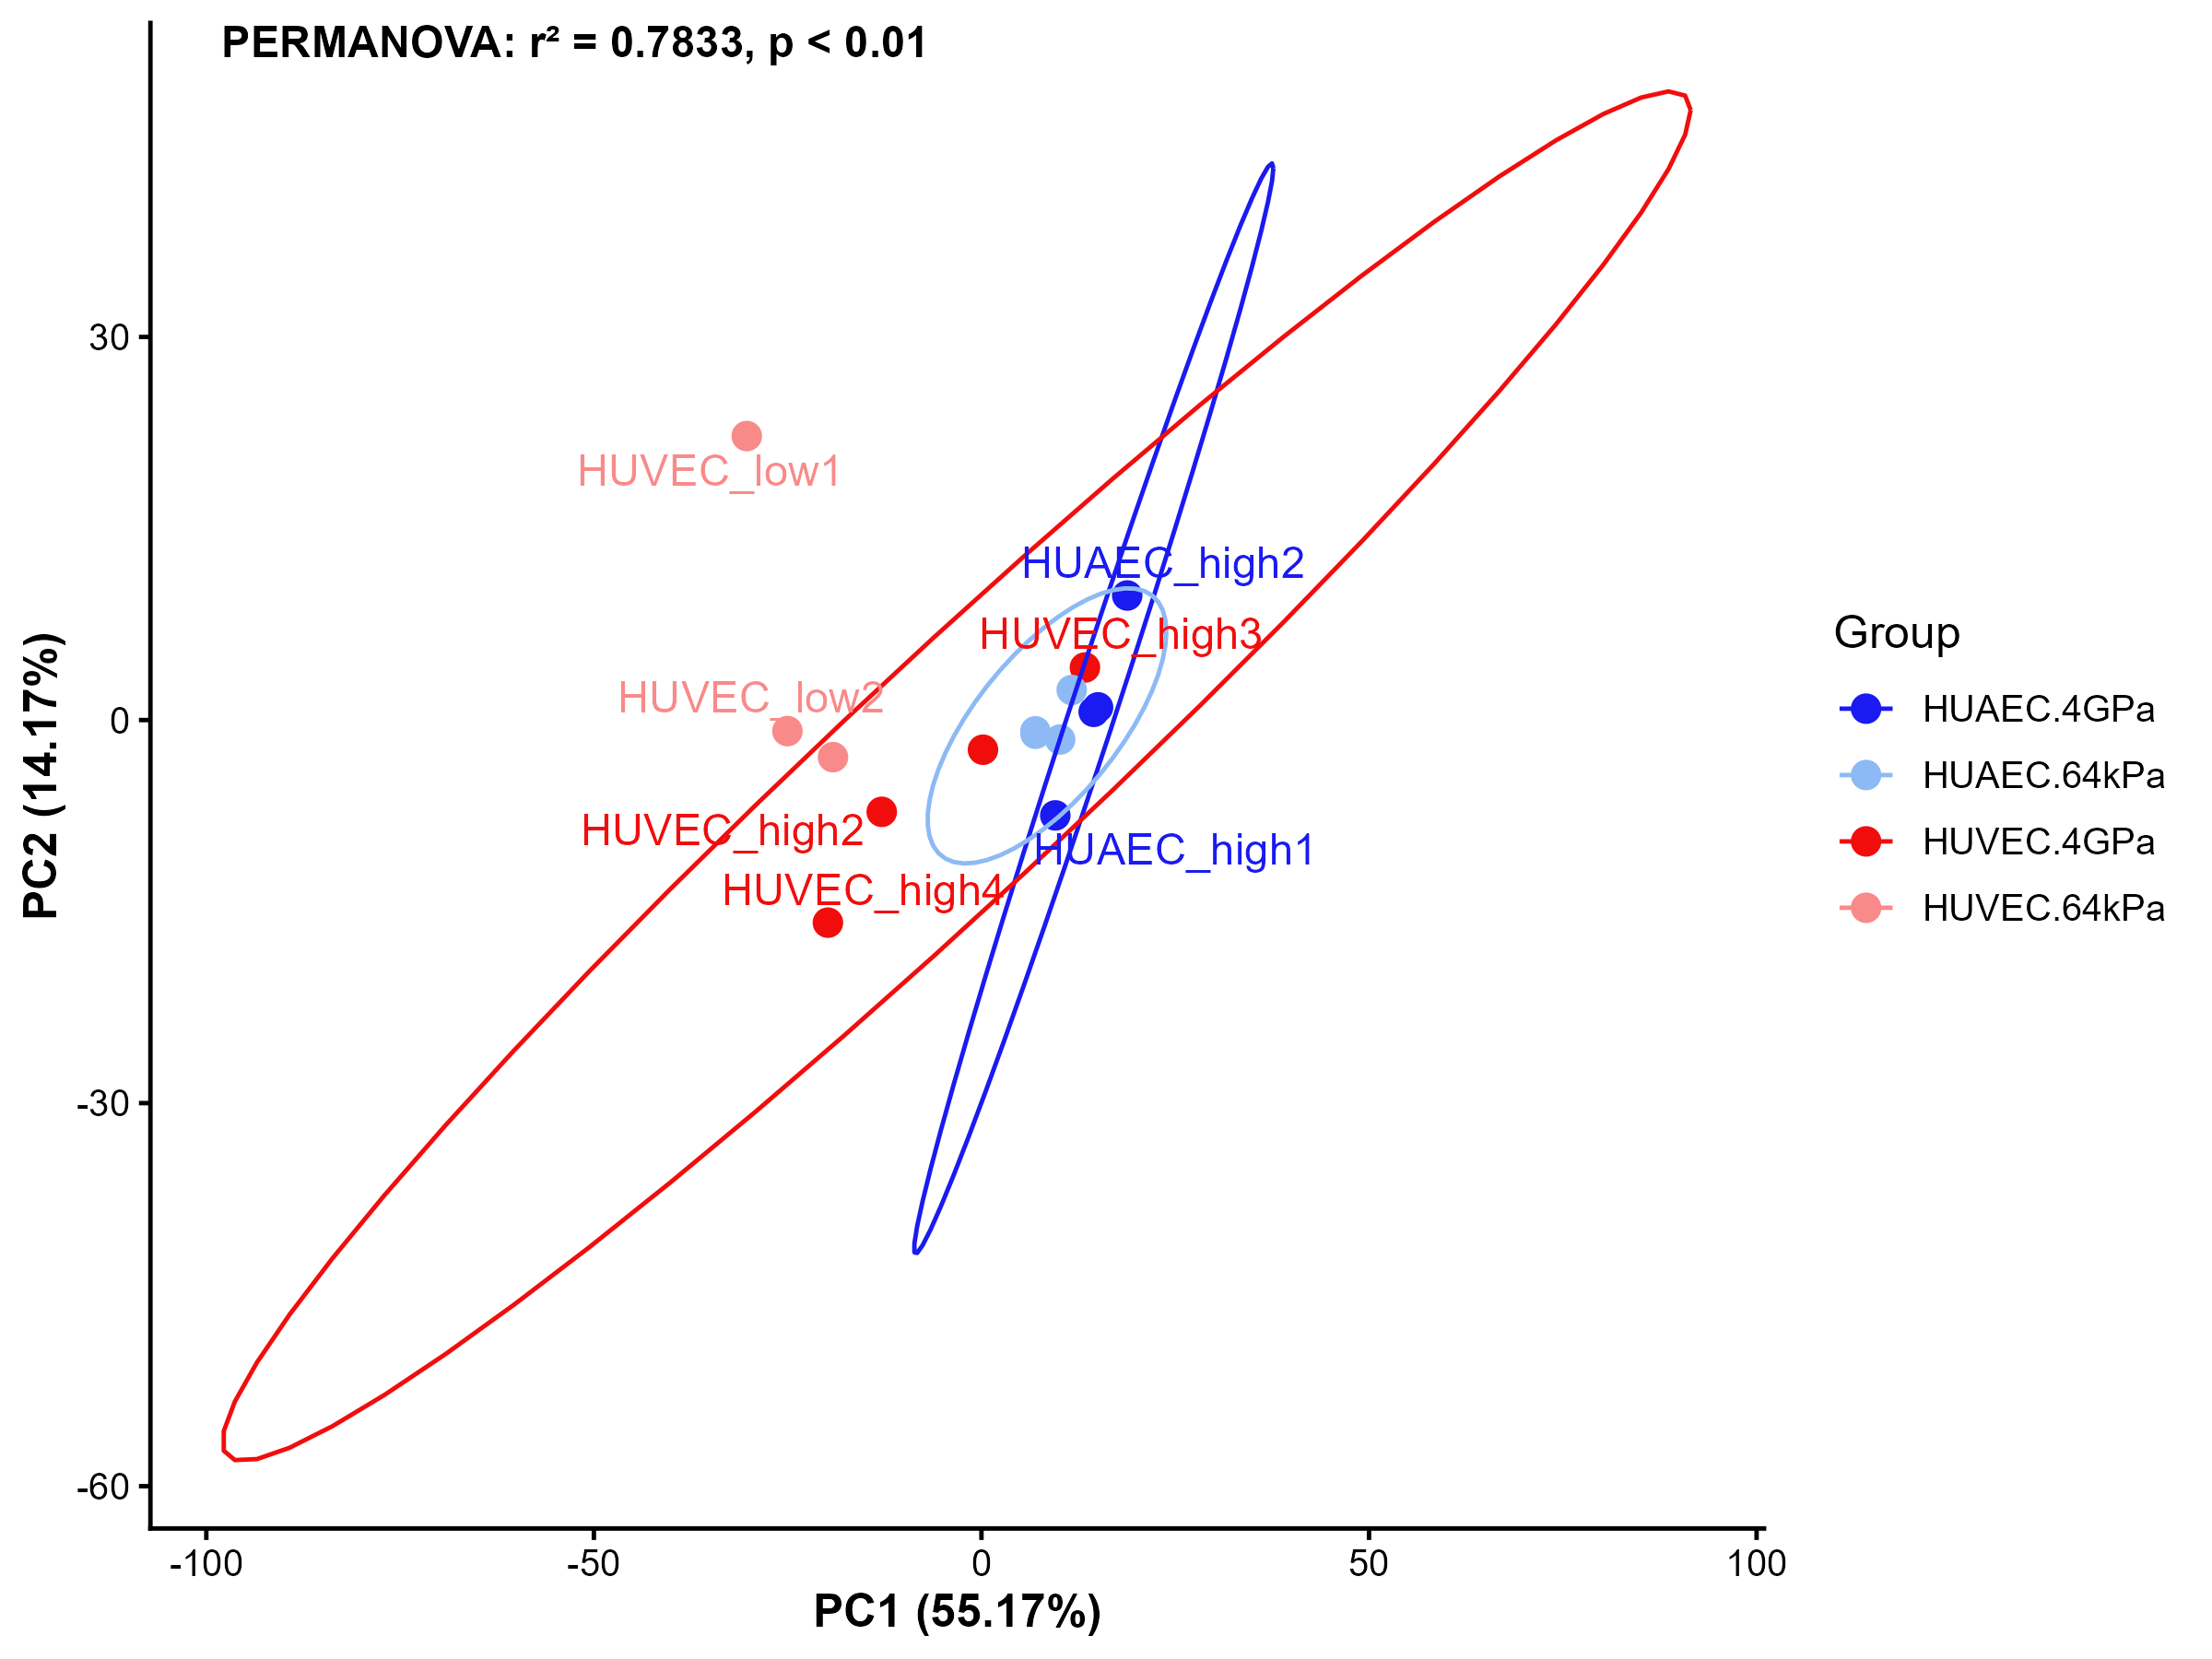 PERMANOVA: r² = 0.7833, p < 0.01
30
0
-30
-60
PC2 (14.17%)
HUVEC_low1
HUAEC_high2
HUVEC_high3
HUVEC_low2
HUVEC_high2
HUAEC_high1
HUVEC_high4
-100
-50
0
50
100
PC1 (55.17%)
Group
HUAEC.4GPa
HUAEC.64kPa
HUVEC.4GPa
HUVEC.64kPa